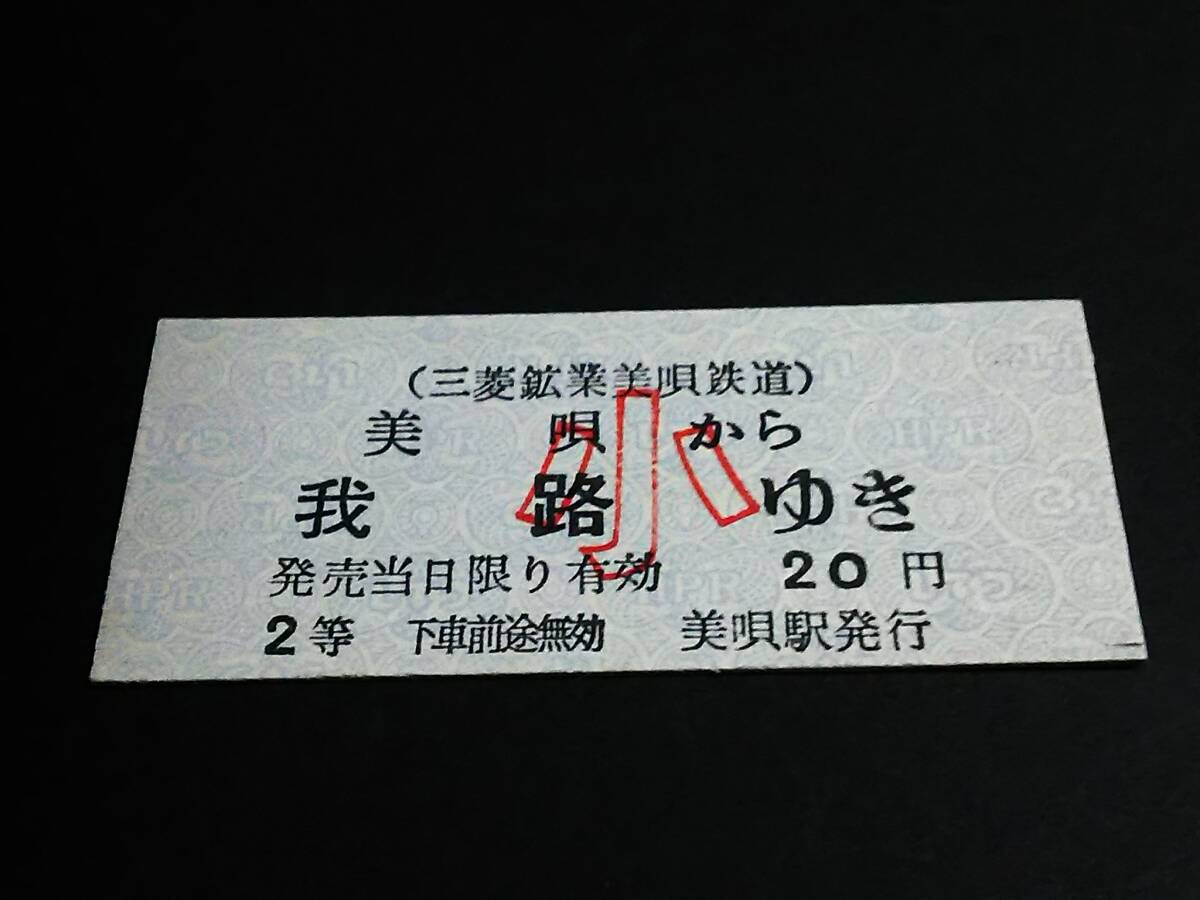 (三菱鉱業美唄鉄道)
美唄から
我路ゆき
小
発売当日限り有効 20円
2等 下車前途無効 美唄駅発行